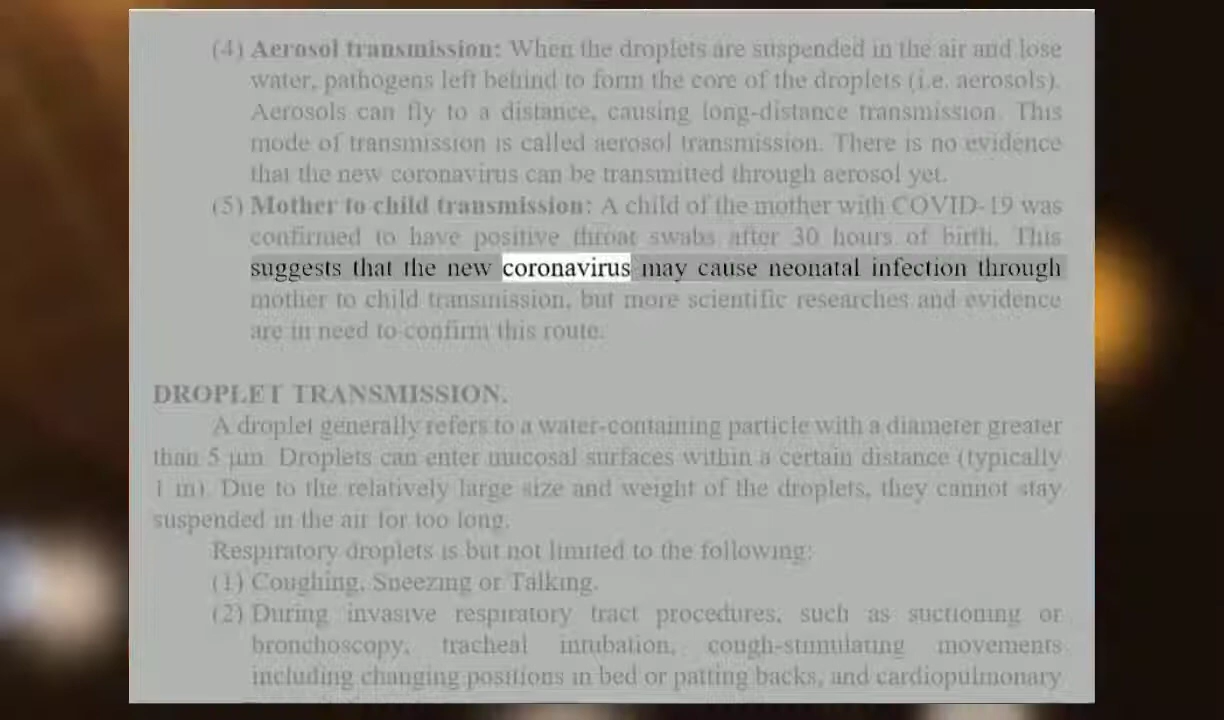 (4) Aerosol transmission: When the droplets are suspended in the air and lose
water, pathogens left behind to form the core of the droplets (i.e. aerosols).
Aerosols can fly to a distance, causing long-distance transmission. This
mode of transmission is called aerosol transmission. There is no evidence
that the new coronavirus can be transmitted through aerosol yet.
(5) Mother to child transmission: A child of the mother with COVID-19 was
confirmed to have positive throat swabs after 30 hours of birth. This
suggests that the new coronavirus may cause neonatal infection through
mother to child transmission, but more scientific researches and evidence
are in need to confirm this route.
DROPLET TRANSMISSION.
A droplet generally refers to a water-containing particle with a diameter greater
than 5 μm. Droplets can enter mucosal surfaces within a certain distance (typically
1 m). Due to the relatively large size and weight of the droplets, they cannot stay
suspended in the air for too long.
Respiratory droplets is but not limited to the following:
(1) Coughing, Sneezing or Talking.
(2) During invasive respiratory tract procedures, such as suctioning or
bronchoscopy, tracheal intubation, cough-stimulating movements
including changing positions in bed or patting backs, and cardiopulmonary